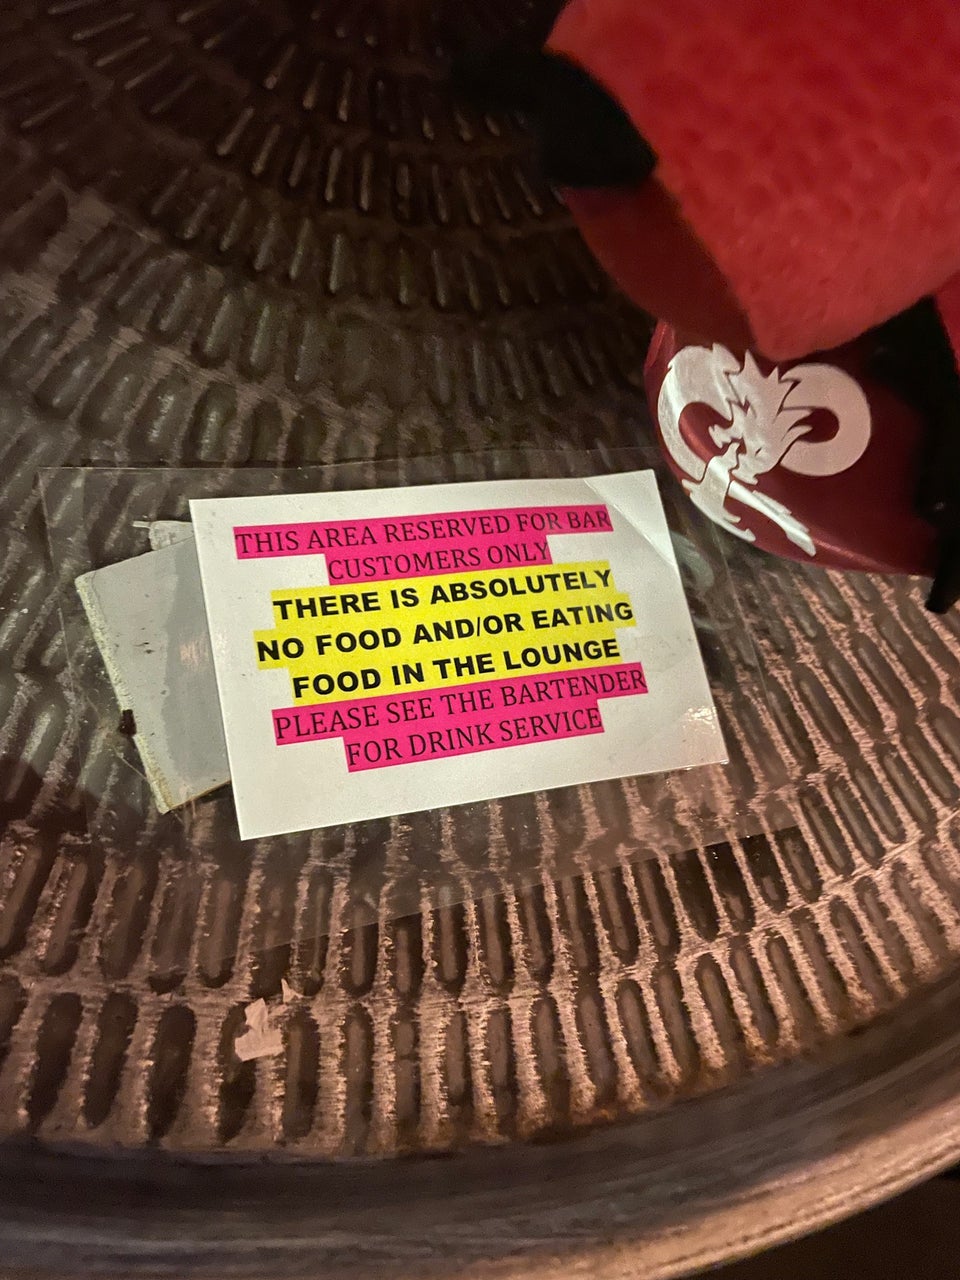 THIS AREA RESERVED FOR BAR
CUSTOMERS ONLY
THERE IS ABSOLUTELY
NO FOOD AND/OR EATING
FOOD IN THE LOUNGE
PLEASE SEE THE BARTENDER
FOR DRINK SERVICE